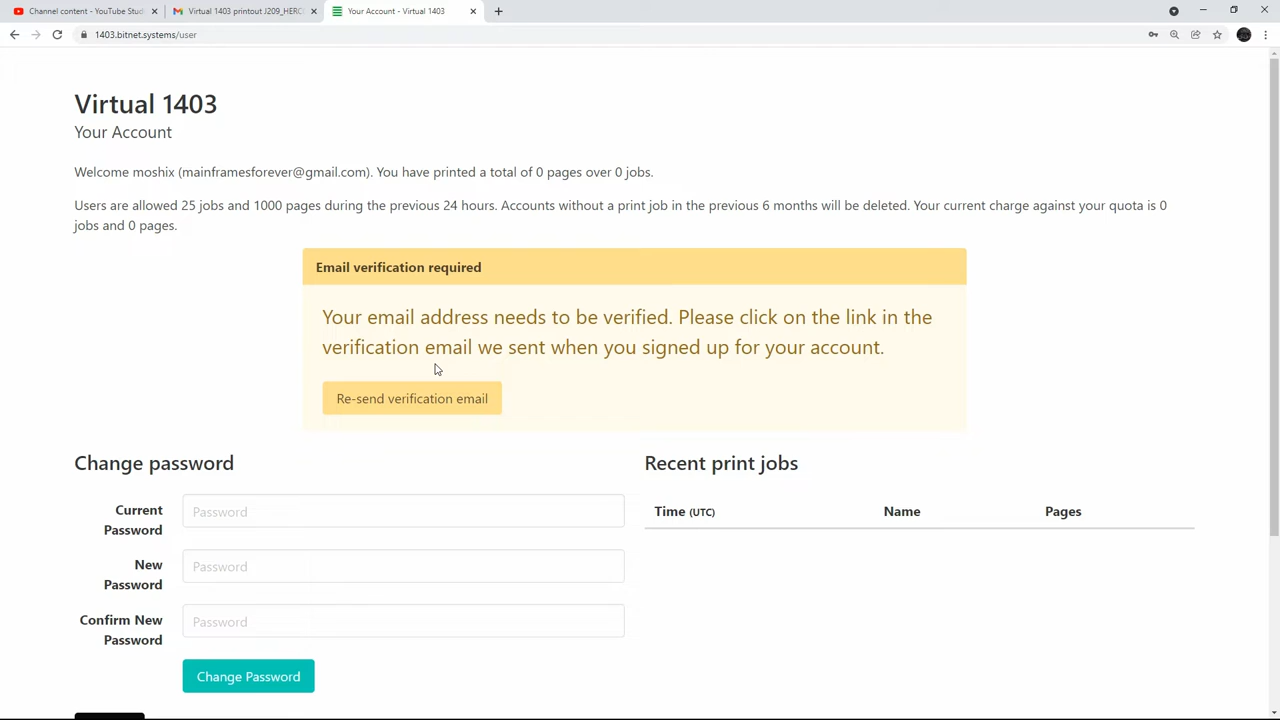 Channel content - YouTube Stud
Virtual 1403 printout J209_HERC
Your Account - Virtual 1403
1403.bitnet.systems/user
Virtual 1403
Your Account
Welcome moshix (mainframesforever@gmail.com). You have printed a total of 0 pages over 0 jobs.
Users are allowed 25 jobs and 1000 pages during the previous 24 hours. Accounts without a print job in the previous 6 months will be deleted. Your current charge against your quota is 0
jobs and 0 pages.
Email verification required
Your email address needs to be verified. Please click on the link in the
verification email we sent when you signed up for your account.
Re-send verification email
Change password
Current
Password
Password
New
Password
Password
Confirm New
Password
Password
Change Password
Recent print jobs
Time (UTC) Name Pages